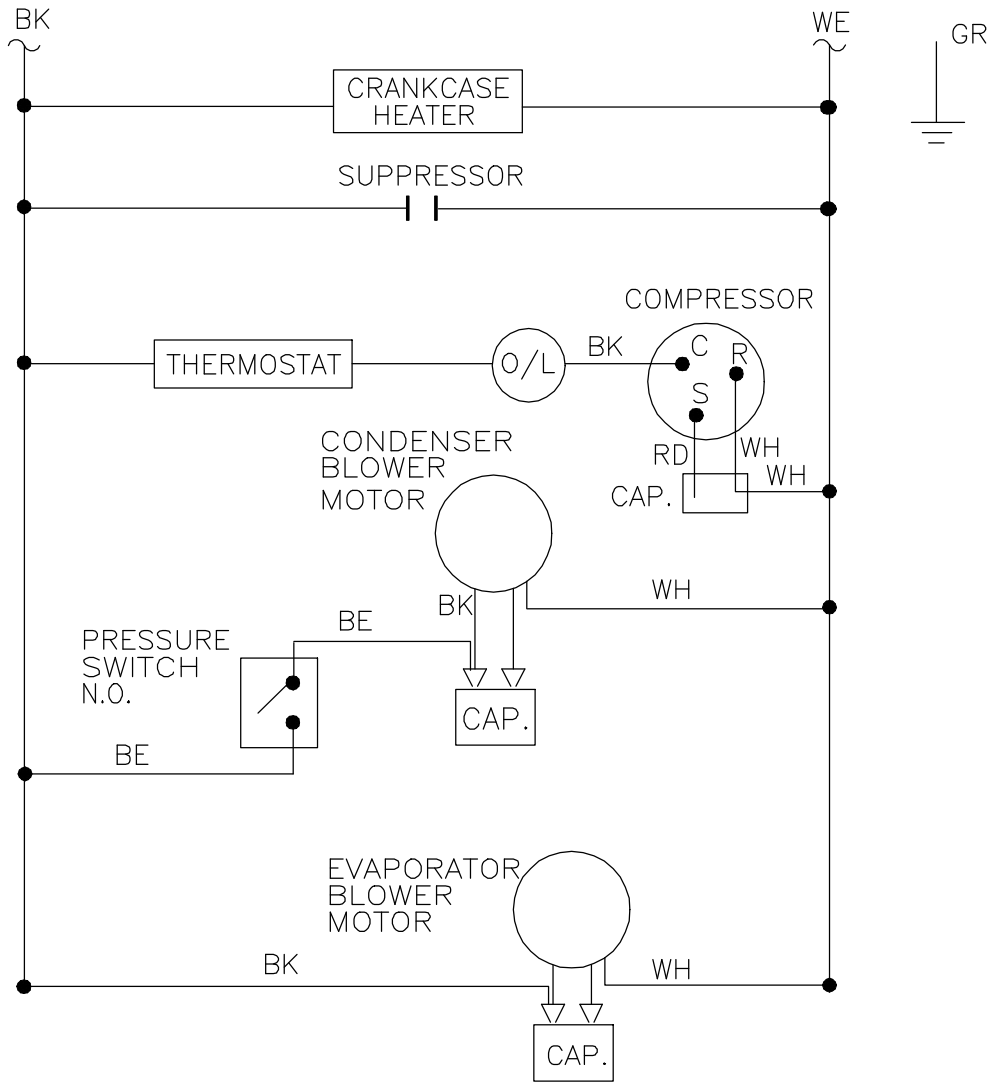 BK
WE
GR
CRANKCASE
HEATER
SUPPRESSOR
COMPRESSOR
THERMOSTAT
O/L
BK
C
R
S
CONDENSER
BLOWER
MOTOR
RD
WH
WH
CAP.
BK
WH
BE
PRESSURE
SWITCH
N.O.
CAP.
BE
EVAPORATOR
BLOWER
MOTOR
BK
WH
CAP.